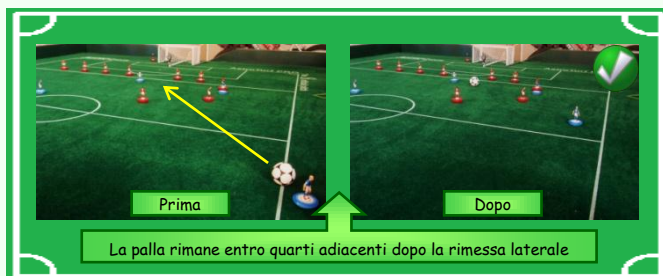 Prima
Dopo
La palla rimane entro quarti adiacenti dopo la rimessa laterale